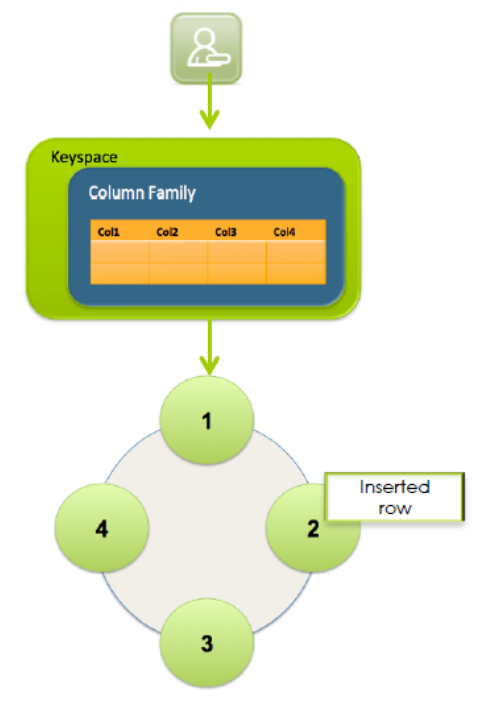 Keyspace
Column Family
Col1 Col2 Col3 Col4
1
Inserted
row
4 2
3